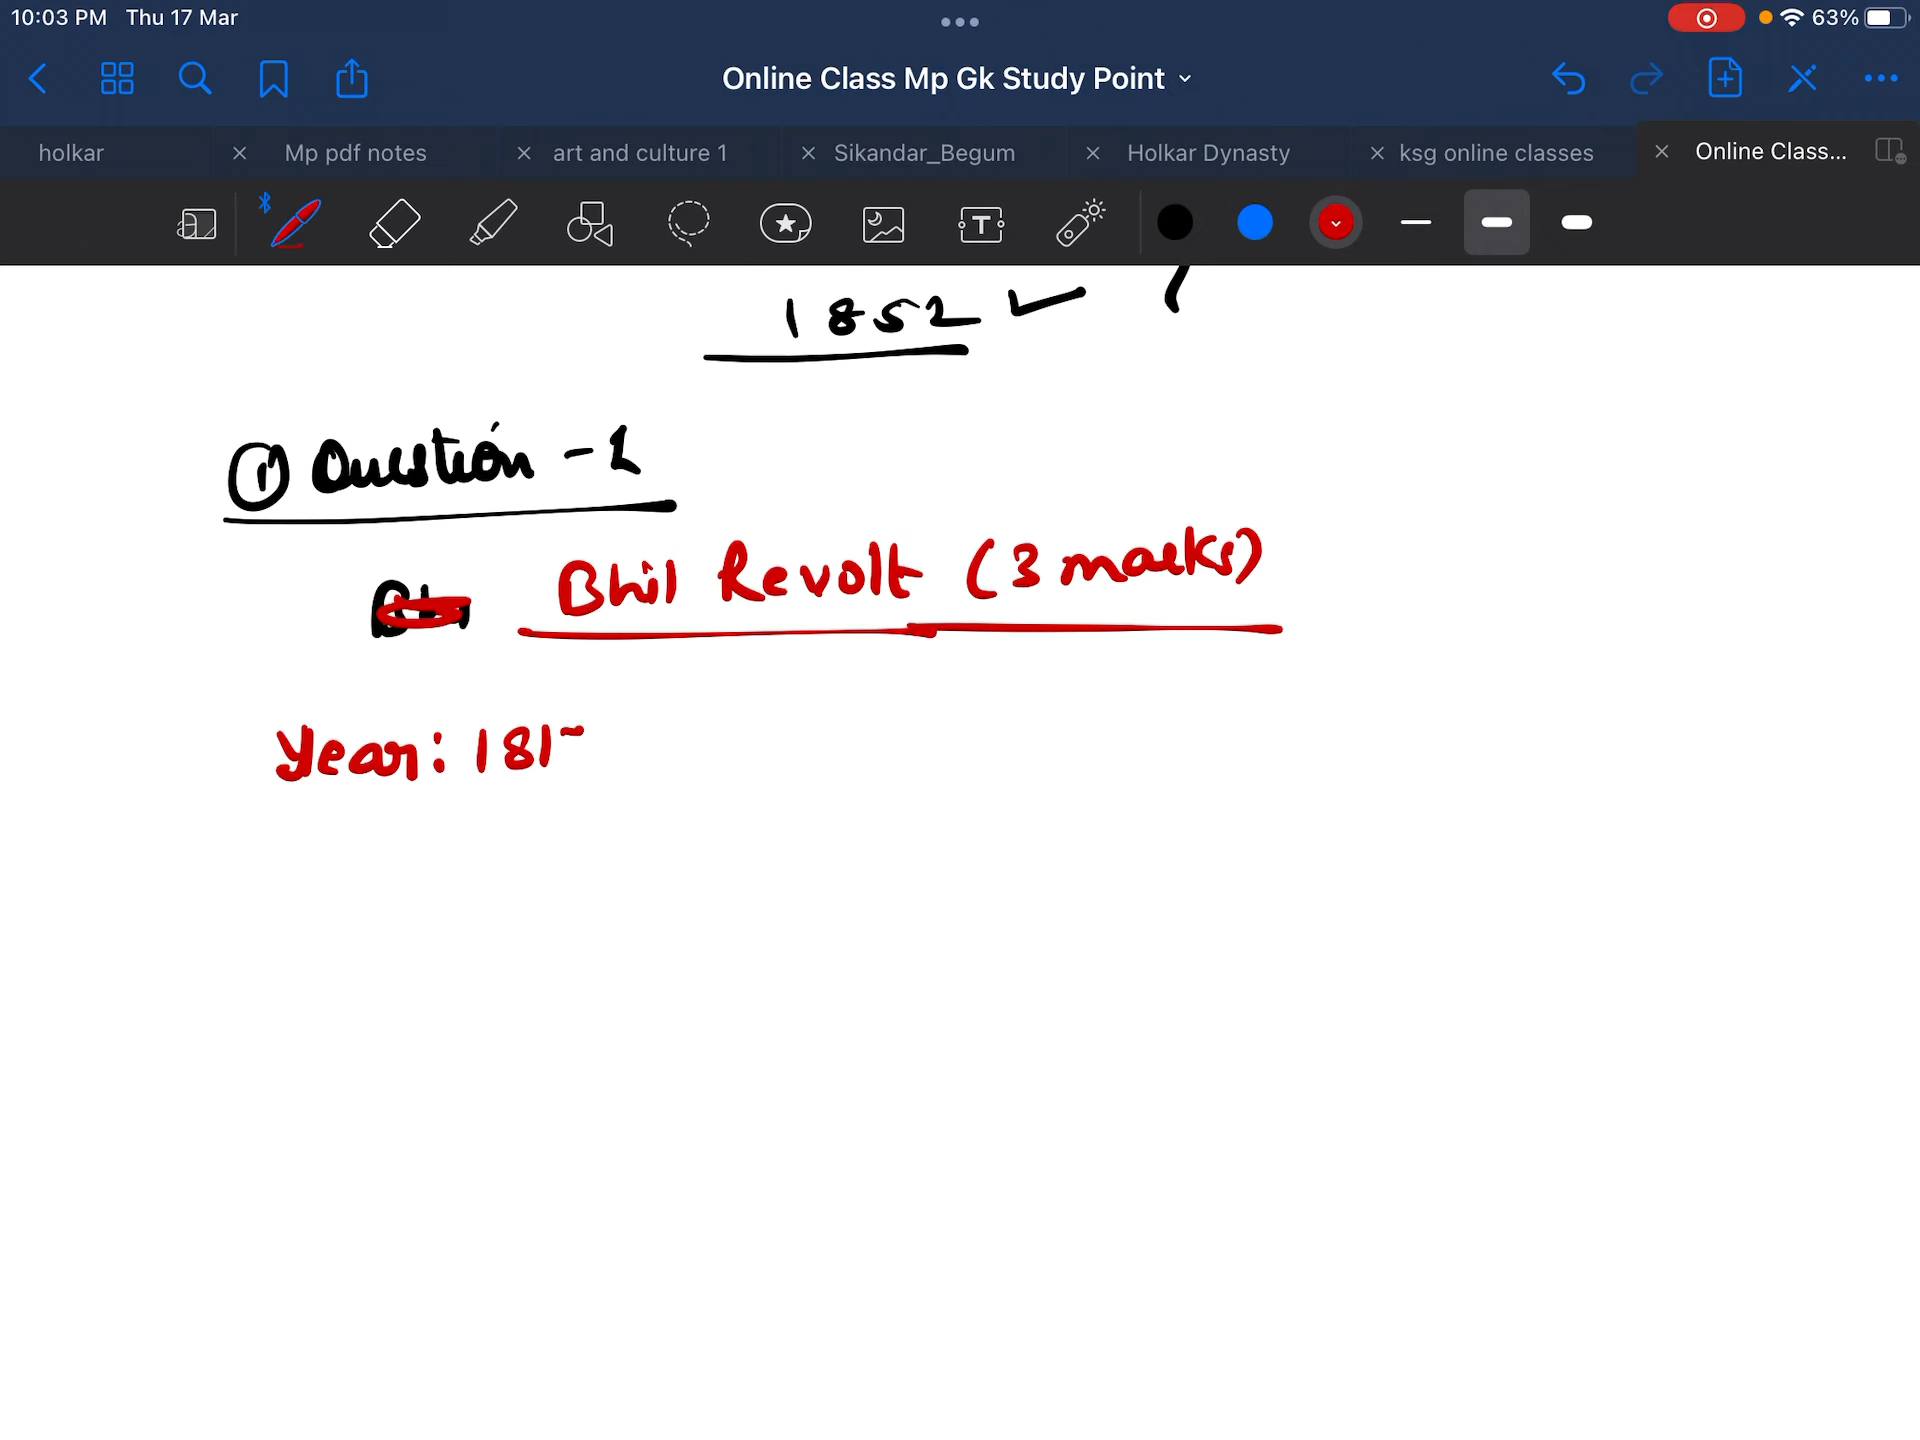 10:03 PM Thu 17 Mar 63%
Online Class Mp Gk Study Point
holkar Mp pdf notes art and culture 1 Sikandar_Begum Holkar Dynasty ksg online classes Online Class...
T
1852
① Question - 1
Bhil Revolt (3 marks)
Year: 181